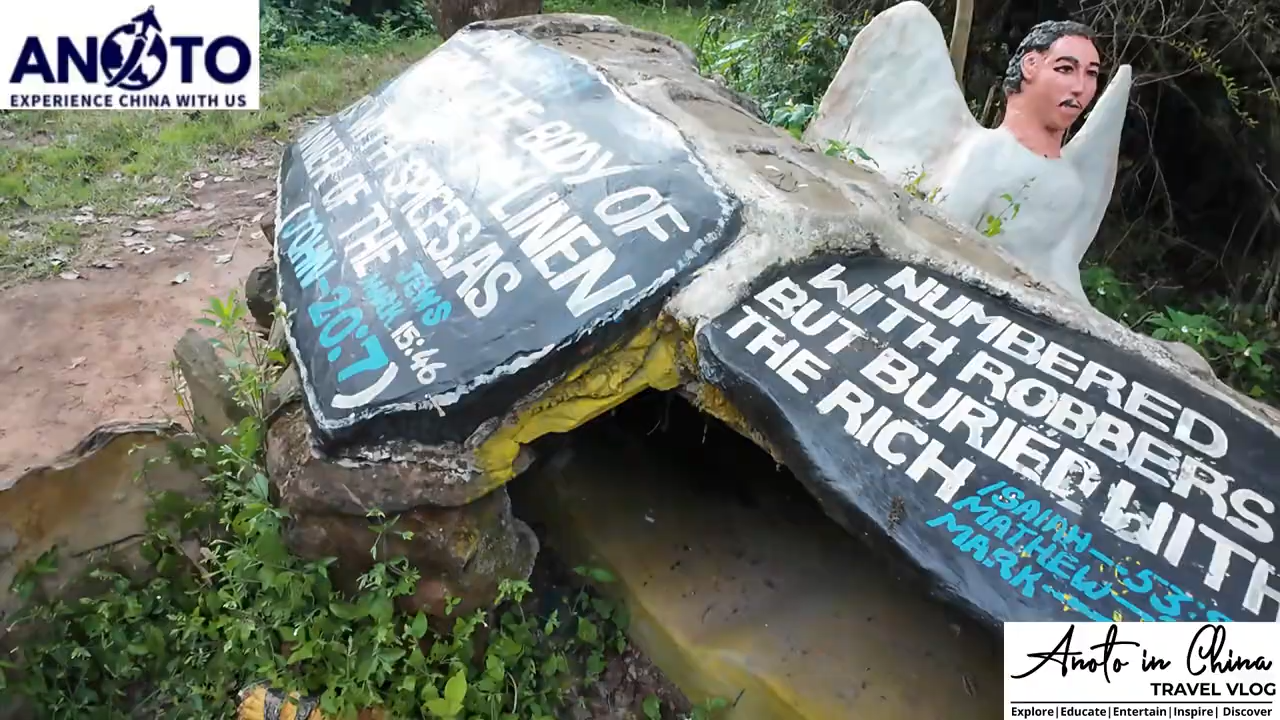 ANOTO
EXPERIENCE CHINA WITH US
THE BODY OF
LINEN
WITH SPICES, AS
OF THE JEWS
MARK 15:46
(JOHN-20:7)
NUMBERED
WITH ROBBERS
BUT BURIED WITH
THE RICH
ISAIAH-53:
MATHEW
MARK
Anoto in China
TRAVEL VLOG
Explore|Educate|Entertain|Inspire| Discover